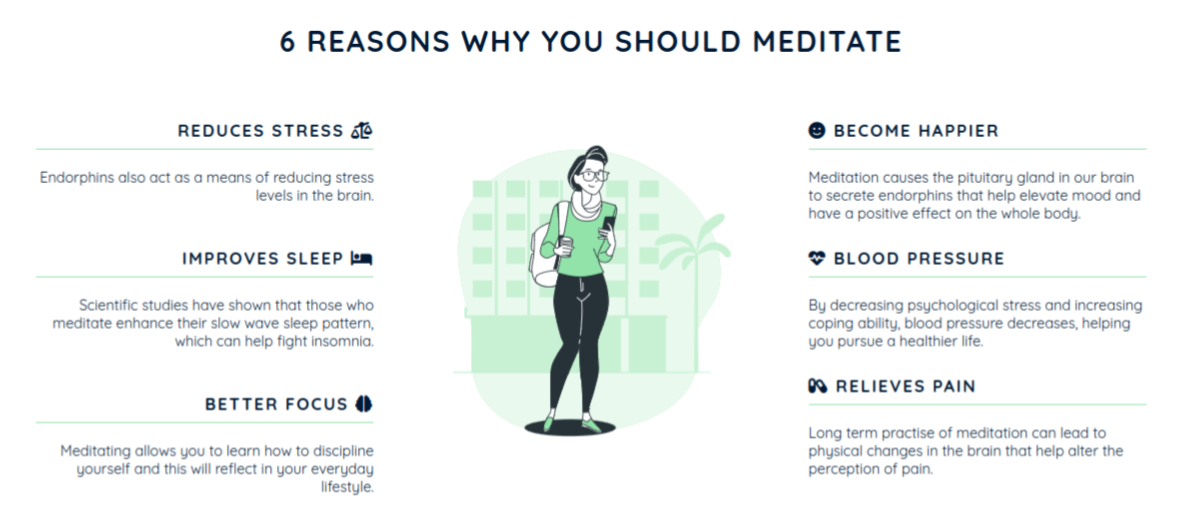 6 REASONS WHY YOU SHOULD MEDITATE
REDUCES STRESS
Endorphins also act as a means of reducing stress
levels in the brain.
IMPROVES SLEEP
Scientific studies have shown that those who
meditate enhance their slow wave sleep pattern,
which can help fight insomnia.
BETTER FOCUS
Meditating allows you to learn how to discipline
yourself and this will reflect in your everyday
lifestyle.
BECOME HAPPIER
Meditation causes the pituitary gland in our brain
to secrete endorphins that help elevate mood and
have a positive effect on the whole body.
BLOOD PRESSURE
By decreasing psychological stress and increasing
coping ability, blood pressure decreases, helping
you pursue a healthier life.
RELIEVES PAIN
Long term practise of meditation can lead to
physical changes in the brain that help alter the
perception of pain.